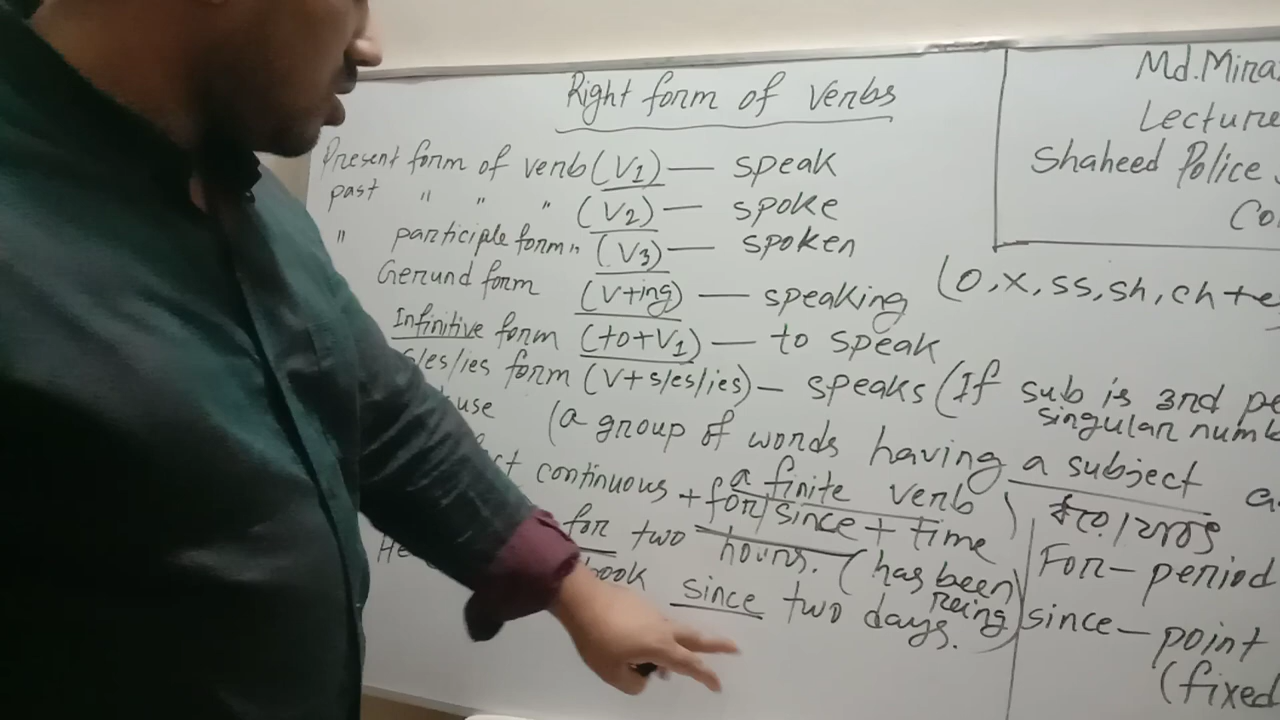 Right form of verbs
Md. Mina
Lecture
Shaheed Police
Co
Present form of verb (V1) — speak
past " " " (V2) — spoke
" participle form " (V3) — spoken
Gerund form (V+ing) — speaking
(o, x, ss, sh, ch + e
Infinitive form (to+V1) — to speak
s/es/ies form (V+s/es/ies) — speaks (If sub is 3rd pe
singular numb
(a group of words having a subject
a finite verb)
continuous + for/since + time
for two hours. (has been
book since two days.
For – period
since – point
(fixed